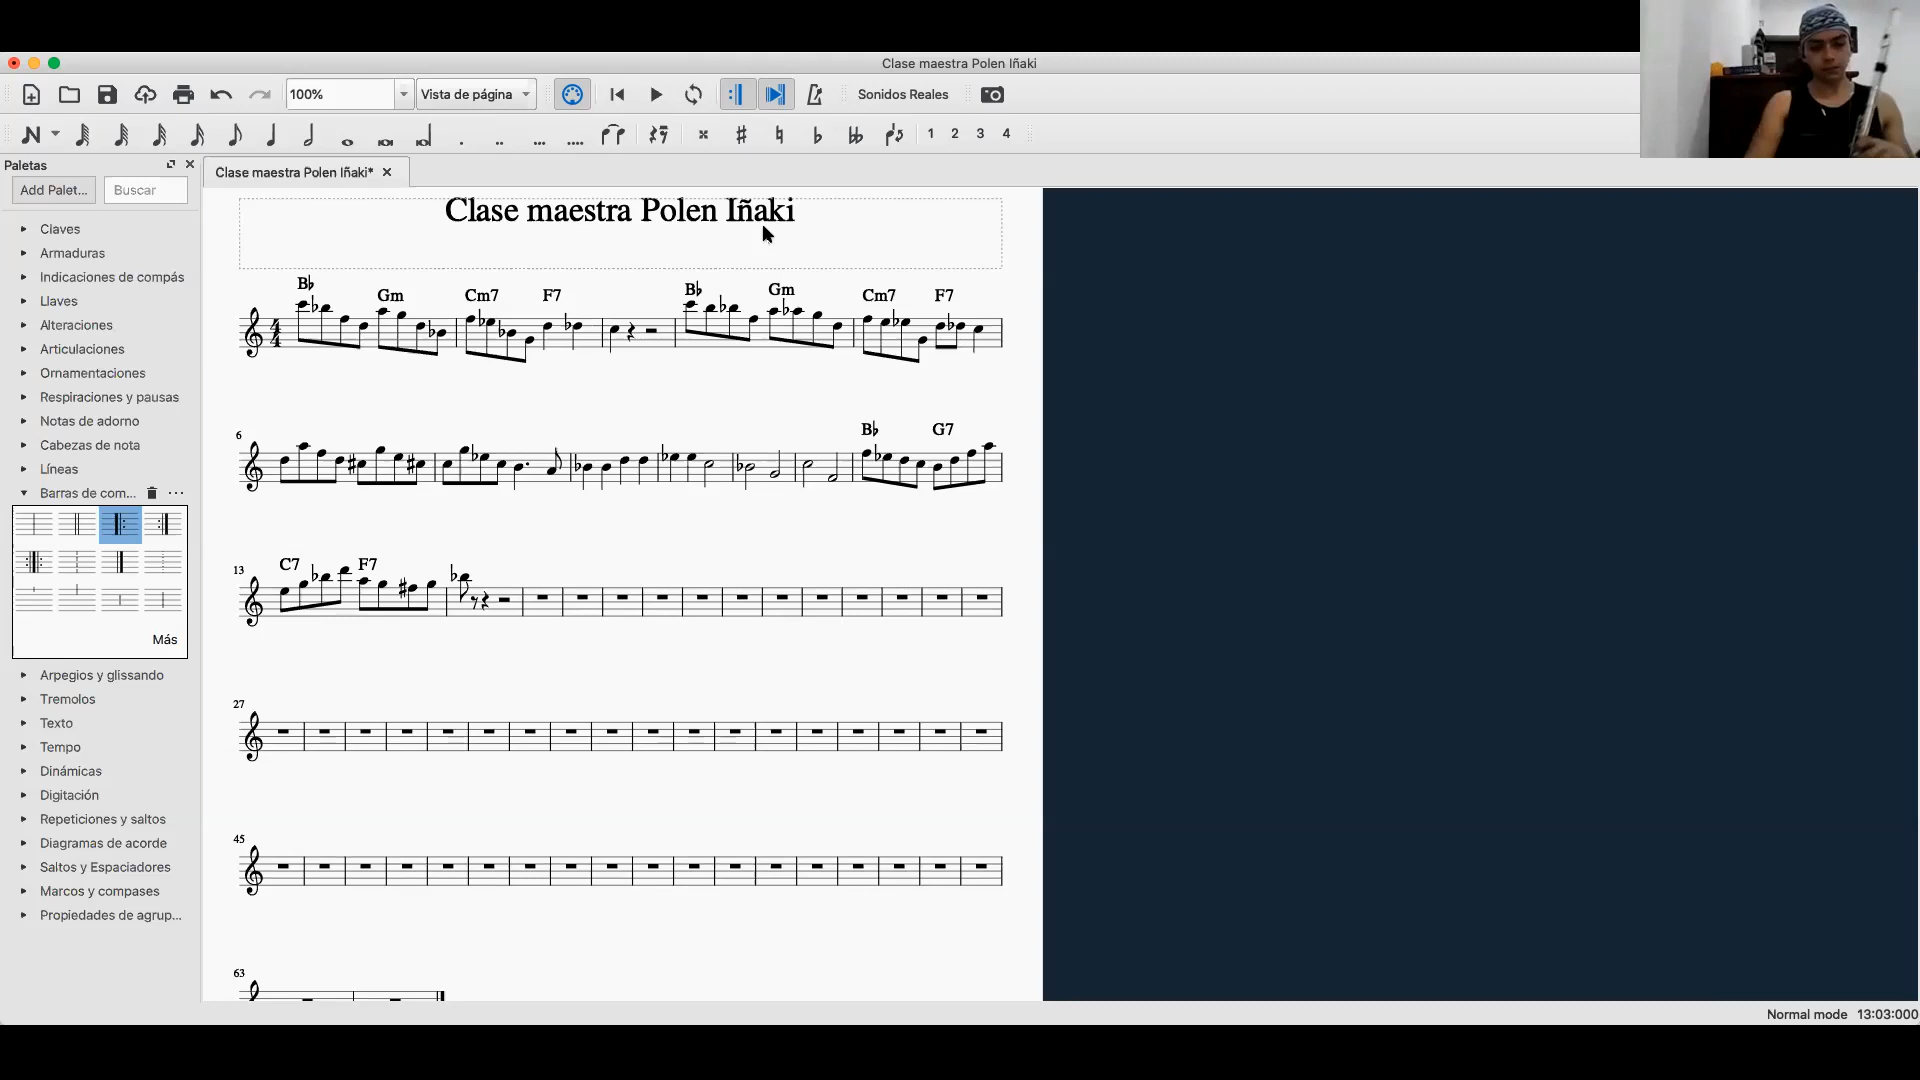 Clase maestra Polen Iñaki
100%
Vista de página
Sonidos Reales
1 2 3 4
Paletas
Clase maestra Polen Iñaki*
Add Palet...
Buscar
Claves
Armaduras
Indicaciones de compás
Llaves
Alteraciones
Articulaciones
Ornamentaciones
Respiraciones y pausas
Notas de adorno
Cabezas de nota
Líneas
Barras de com...
Más
Arpegios y glissando
Tremolos
Texto
Tempo
Dinámicas
Digitación
Repeticiones y saltos
Diagramas de acorde
Saltos y Espaciadores
Marcos y compases
Propiedades de agrup...
Clase maestra Polen Iñaki
B♭ Gm Cm7 F7 B♭ Gm Cm7 F7
4
4
6
B♭ G7
13
C7 F7
27
45
63
Normal mode 13:03:000